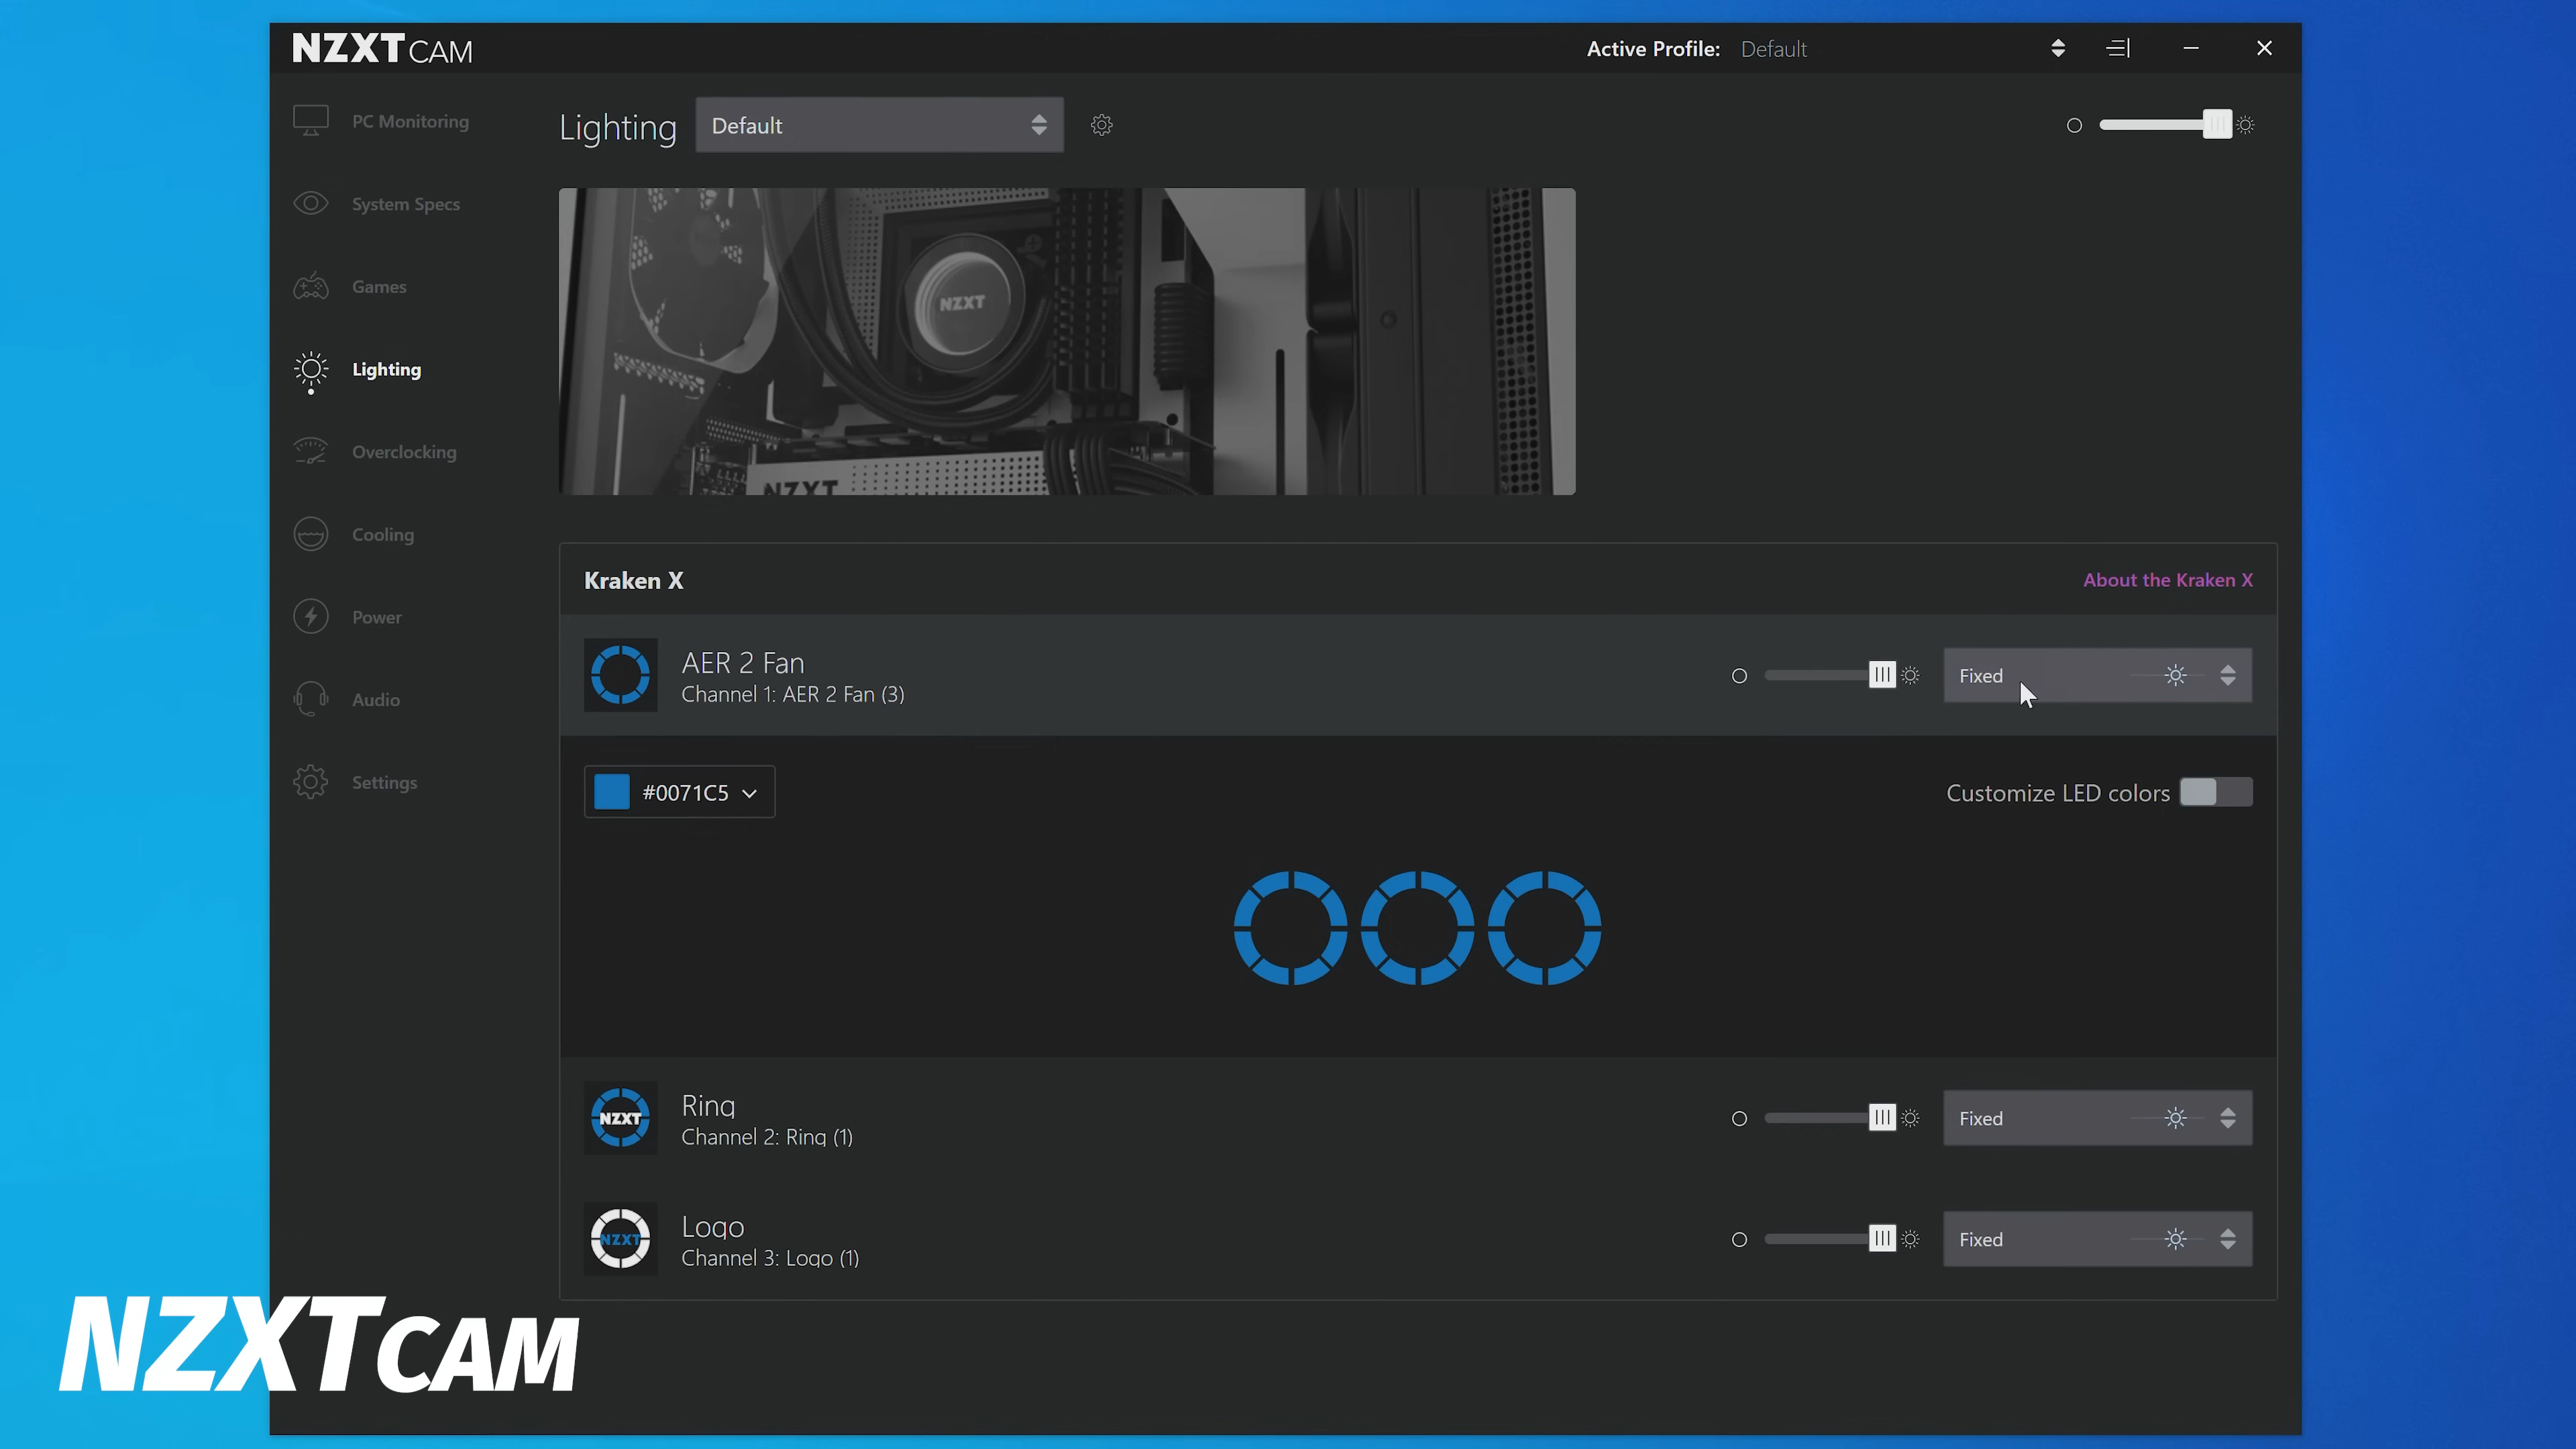 NZXT CAM
Active Profile: Default
PC Monitoring
System Specs
Games
Lighting
Overclocking
Cooling
Power
Audio
Settings
Lighting Default
NZXT
NZXT
Kraken X
About the Kraken X
AER 2 Fan
Channel 1: AER 2 Fan (3)
Fixed
#0071C5
Customize LED colors
NZXT
Ring
Channel 2: Ring (1)
Fixed
NZXT
Logo
Channel 3: Logo (1)
Fixed
NZXT CAM